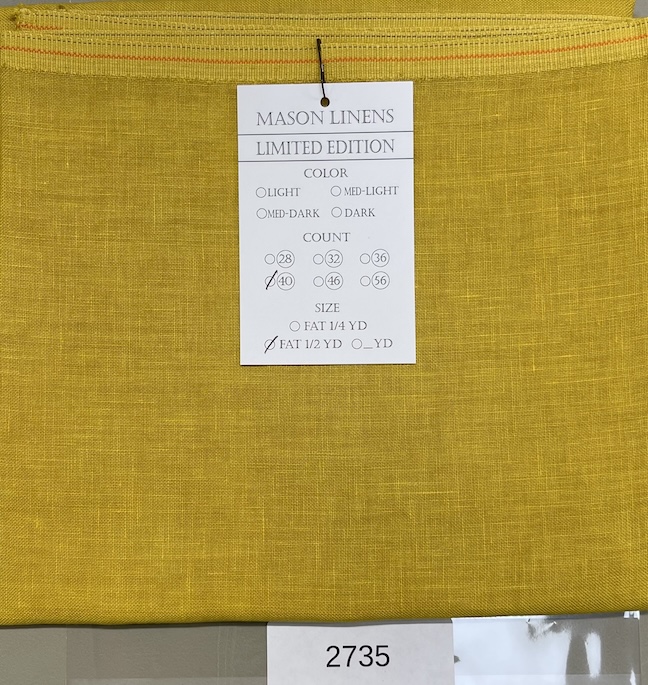 MASON LINENS
LIMITED EDITION
COLOR
LIGHT MED-LIGHT
MED-DARK DARK
COUNT
28 32 36
40 46 56
SIZE
FAT 1/4 YD
FAT 1/2 YD _YD
2735